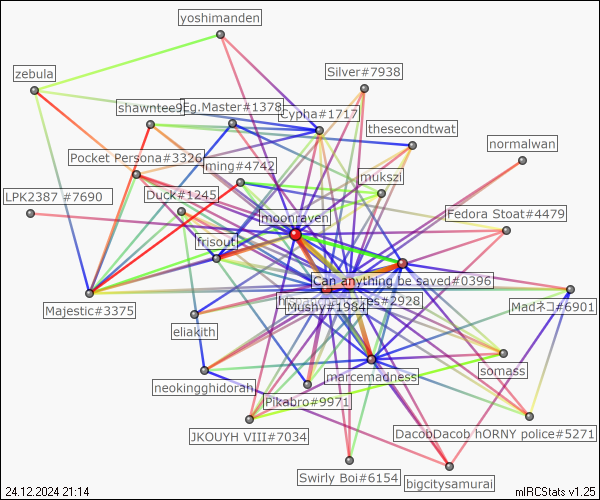 yoshimanden
zebula
Silver#7938
shawntee9
Eg.Master#1378
Cypha#1717
thesecondtwat
normalwan
Pocket Persona#3326
ming#4742
mukszi
LPK2387 #7690
Duck#1245
moonraven
Fedora Stoat#4479
frisout
Can anything be saved#0396
es#2928
Mushy#1984
Majestic#3375
Madネコ#6901
eliakith
somass
marcemadness
neokingghidorah
Pikabro#9971
JKOUYH VIII#7034
DacobDacob hORNY police#5271
Swirly Boi#6154
bigcitysamurai
24.12.2024 21:14
mIRCStats v1.25